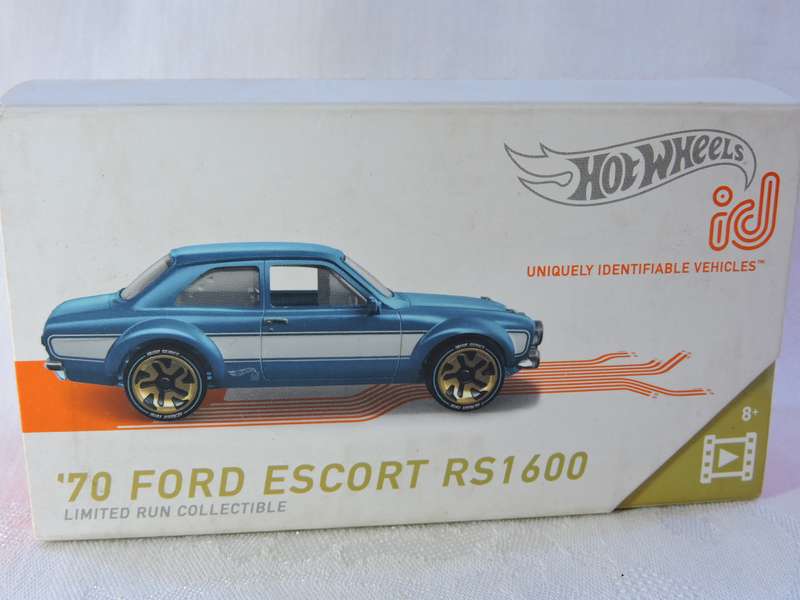 HOT WHEELS
id
UNIQUELY IDENTIFIABLE VEHICLES™
'70 FORD ESCORT RS1600
LIMITED RUN COLLECTIBLE
8+